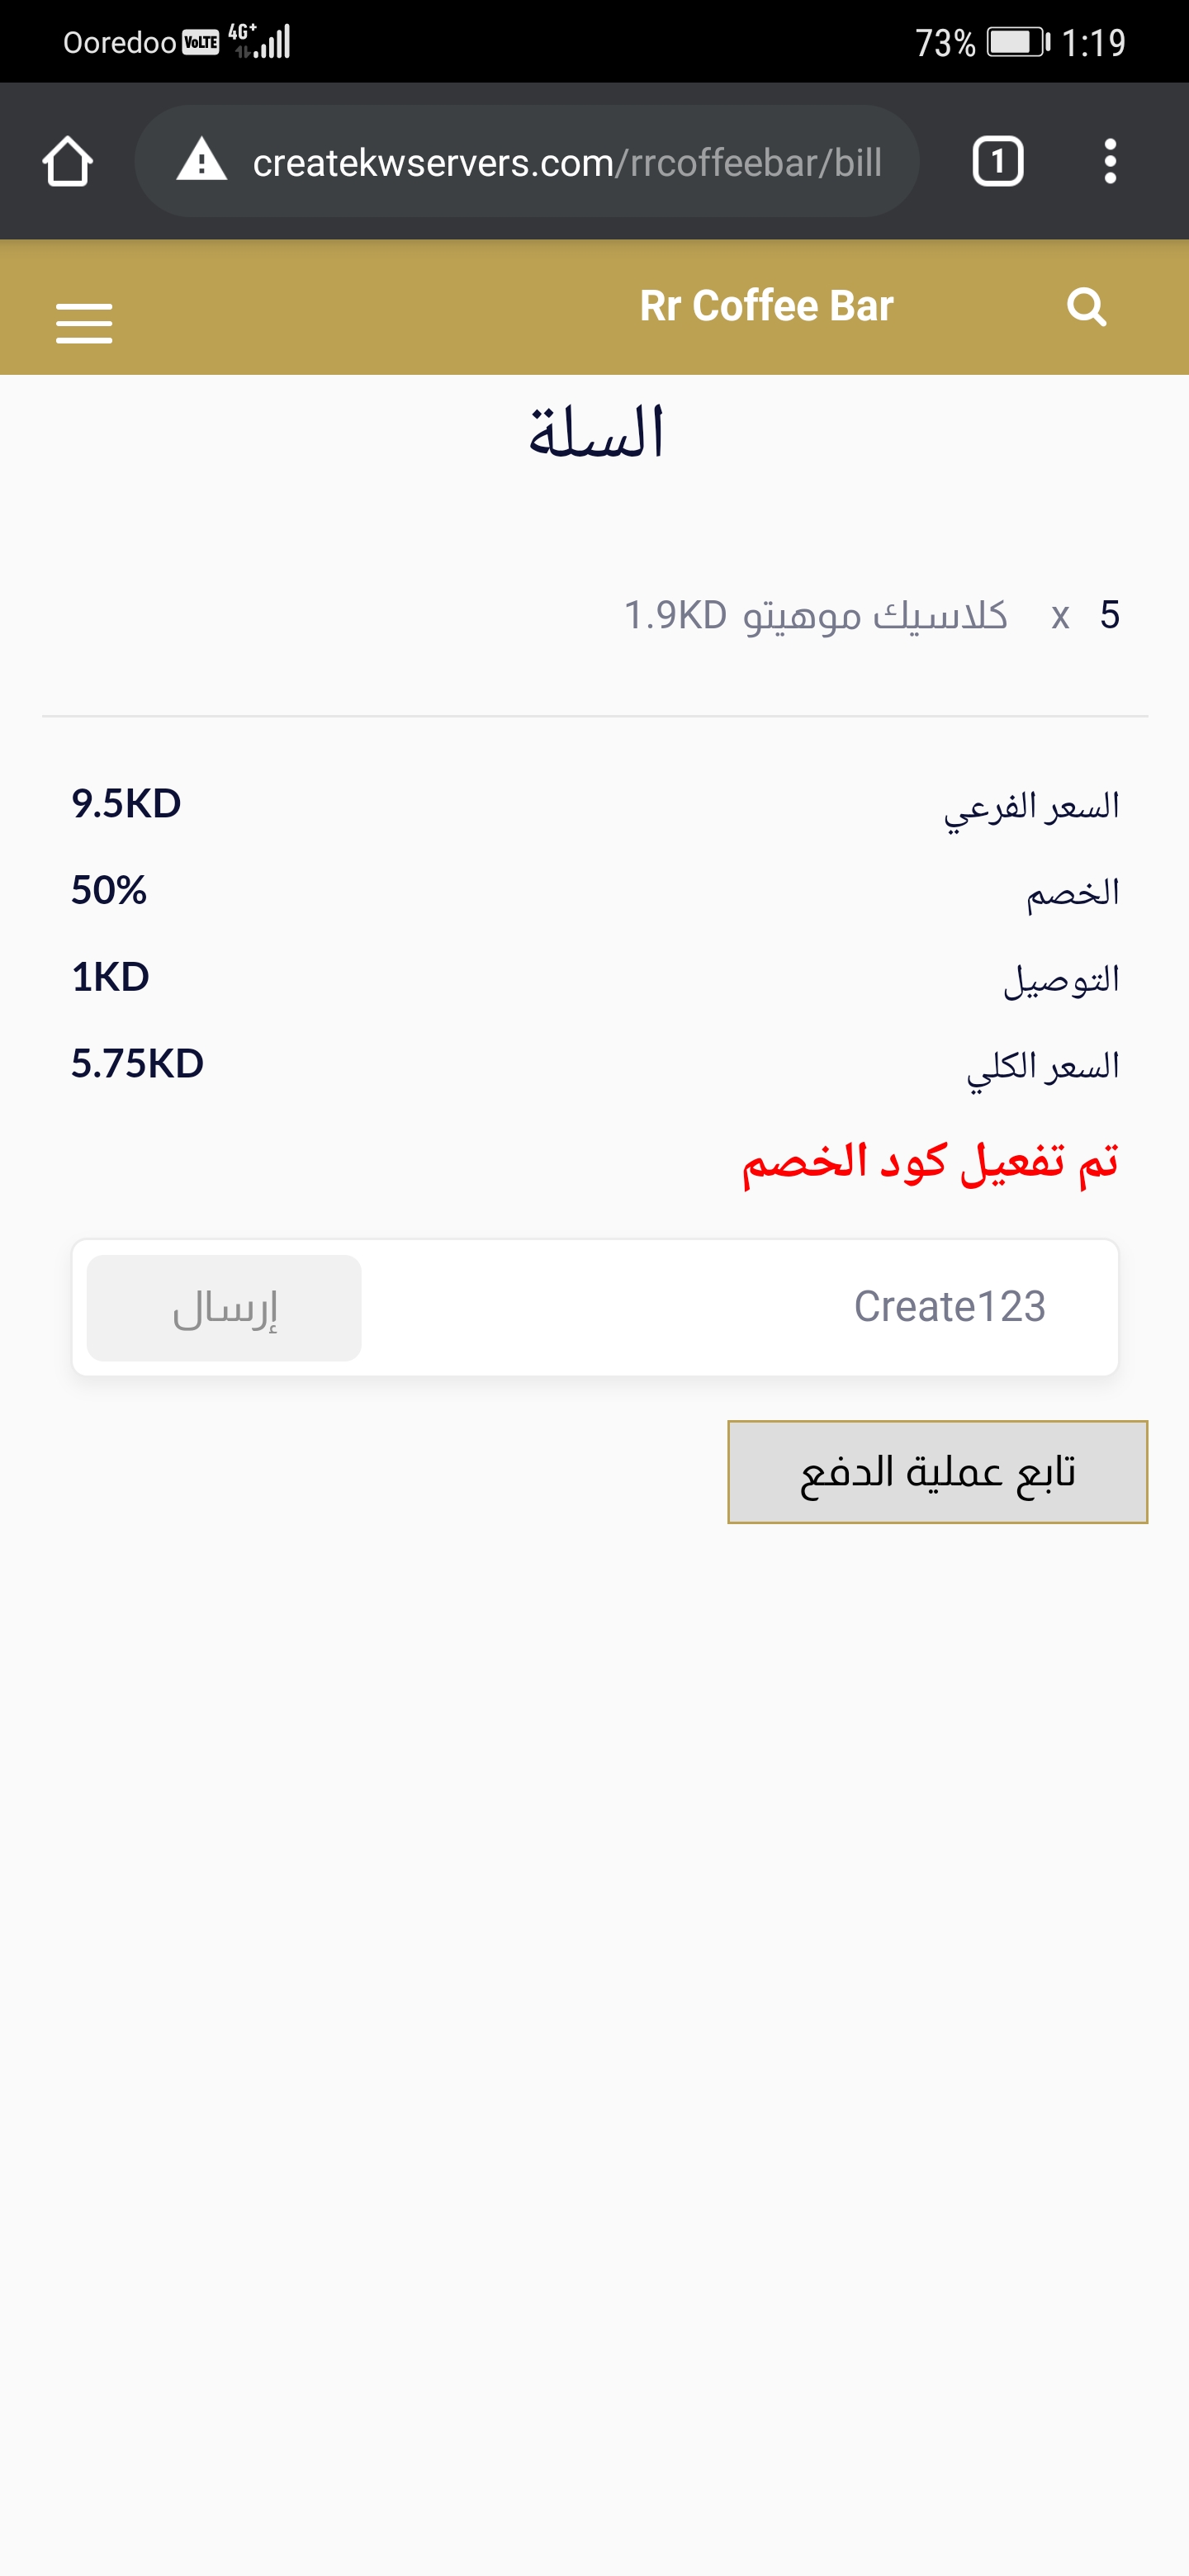 Ooredoo VoLTE 4G+ 73% 1:19
createkwservers.com/rrcoffeebar/bill
1
Rr Coffee Bar
السلة
5 x كلاسيك موهيتو 1.9KD
السعر الفرعي 9.5KD
الخصم 50%
التوصيل 1KD
السعر الكلي 5.75KD
تم تفعيل كود الخصم
Create123 إرسال
تابع عملية الدفع